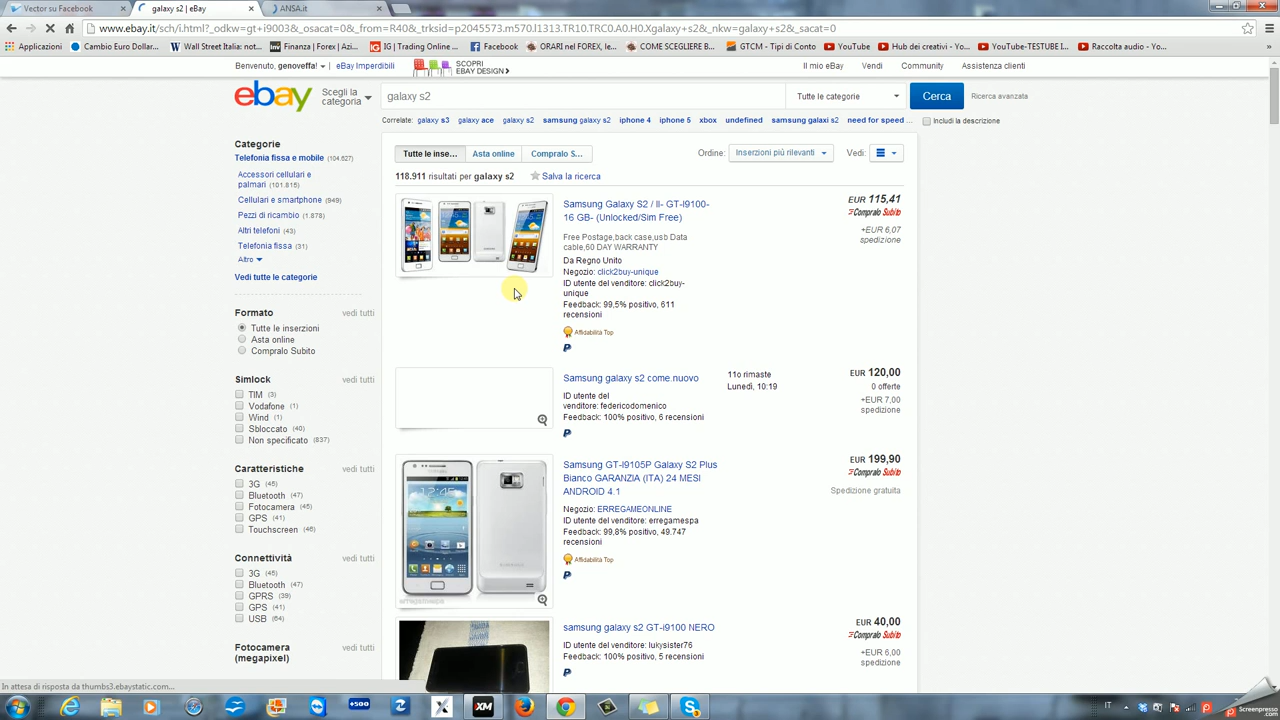 Vector su Facebook
galaxy s2 | eBay
ANSA.it
www.ebay.it/sch/i.html?_odkw=gt+i9003&_osacat=0&_from=R40&_trksid=p2045573.m570.l1313.TR10.TRC0.A0.H0.Xgalaxy+s2&_nkw=galaxy+s2&_sacat=0
Applicazioni
Cambio Euro Dollar...
Wall Street Italia: not...
Finanza | Forex | Azi...
IG | Trading Online ...
Facebook
ORARI nel FOREX, le...
COME SCEGLIERE B...
GTCM - Tipi di Conto
YouTube
Hub dei creativi - Yo...
YouTube-TESTUBE I...
Raccolta audio - Yo...
»
Benvenuto, genoveffa!
eBay Imperdibili
SCOPRI
EBAY DESIGN
Il mio eBay
Vendi
Community
Assistenza clienti
ebay
Scegli la
categoria
galaxy s2
Tutte le categorie
Cerca
Ricerca avanzata
Correlate: galaxy s3 galaxy ace galaxy s2 samsung galaxy s2 iphone 4 iphone 5 xbox undefined samsung galaxi s2 need for speed ...
Includi la descrizione
Categorie
Telefonia fissa e mobile (104.627)
Accessori cellulari e
palmari (101.815)
Cellulari e smartphone (949)
Pezzi di ricambio (1.878)
Altri telefoni (43)
Telefonia fissa (31)
Altro
Vedi tutte le categorie
Formato
vedi tutti
Tutte le inserzioni
Asta online
Compralo Subito
Simlock
vedi tutti
TIM (3)
Vodafone (1)
Wind (1)
Sbloccato (40)
Non specificato (837)
Caratteristiche
vedi tutti
3G (45)
Bluetooth (47)
Fotocamera (45)
GPS (41)
Touchscreen (46)
Connettività
vedi tutti
3G (45)
Bluetooth (47)
GPRS (39)
GPS (41)
USB (64)
Fotocamera
(megapixel)
vedi tutti
Tutte le inse...
Asta online
Compralo S...
Ordine:
Inserzioni più rilevanti
Vedi:
118.911 risultati per galaxy s2
Salva la ricerca
Samsung Galaxy S2 / II- GT-I9100-
16 GB- (Unlocked/Sim Free)
Free Postage,back case,usb Data
cable,60 DAY WARRANTY
Da Regno Unito
Negozio: click2buy-unique
ID utente del venditore: click2buy-
unique
Feedback: 99,5% positivo, 611
recensioni
Affidabilità Top
EUR 115,41
Compralo Subito
+EUR 6,07
spedizione
Samsung galaxy s2 come nuovo
ID utente del
venditore: federicodomenico
Feedback: 100% positivo, 6 recensioni
11o rimaste
Lunedì, 10:19
EUR 120,00
0 offerte
+EUR 7,00
spedizione
Samsung GT-I9105P Galaxy S2 Plus
Bianco GARANZIA (ITA) 24 MESI
ANDROID 4.1
Negozio: ERREGAMEONLINE
ID utente del venditore: erregamespa
Feedback: 99,8% positivo, 49.747
recensioni
Affidabilità Top
EUR 199,90
Compralo Subito
Spedizione gratuita
12:45
samsung galaxy s2 GT-I9100 NERO
ID utente del venditore: lukysister76
Feedback: 100% positivo, 5 recensioni
EUR 40,00
Compralo Subito
+EUR 6,00
spedizione
In attesa di risposta da thumbs3.ebaystatic.com...
+500
XM
IT
Screenpresso
.com